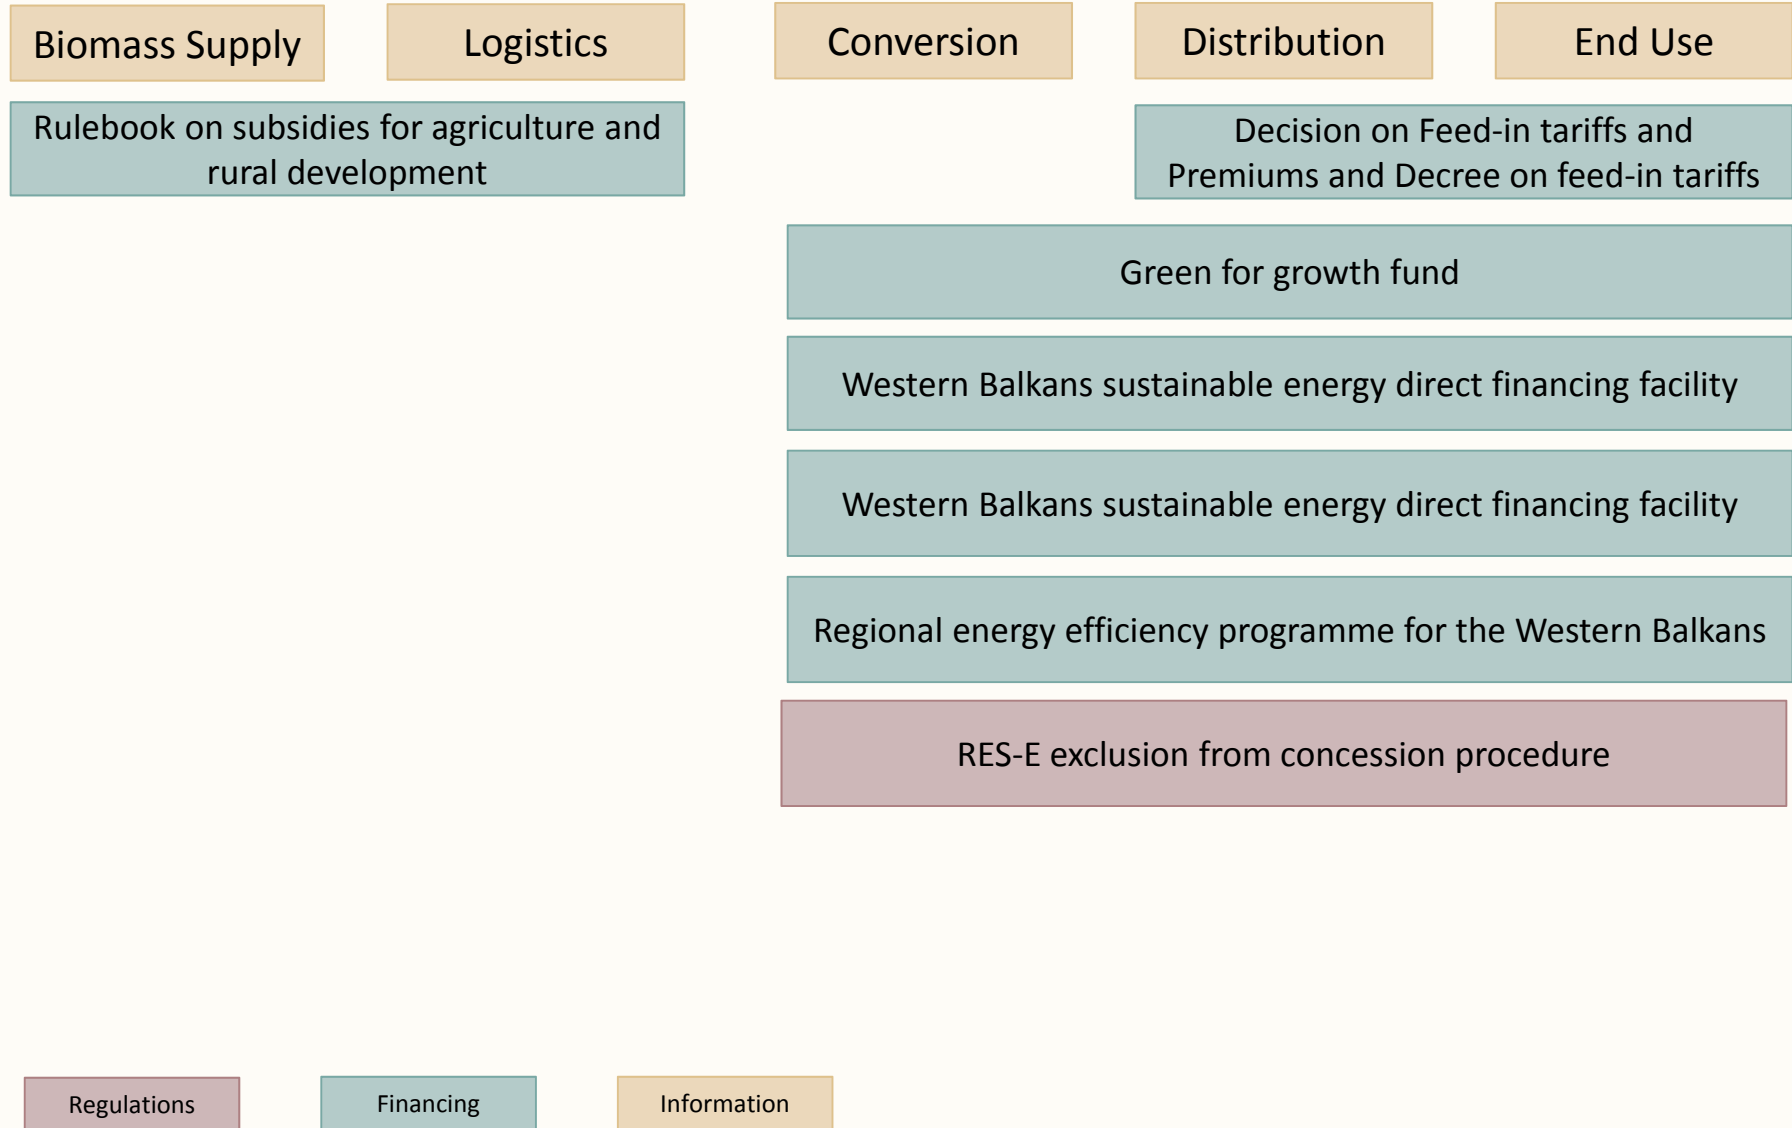 Biomass Supply
Logistics
Conversion
Distribution
End Use
Rulebook on subsidies for agriculture and
rural development
Decision on Feed-in tariffs and
Premiums and Decree on feed-in tariffs
Green for growth fund
Western Balkans sustainable energy direct financing facility
Western Balkans sustainable energy direct financing facility
Regional energy efficiency programme for the Western Balkans
RES-E exclusion from concession procedure
Regulations
Financing
Information